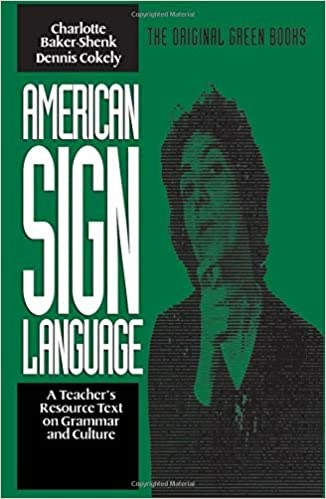 Charlotte
Baker-Shenk
Dennis Cokely
THE ORIGINAL GREEN BOOKS
AMERICAN
SIGN
LANGUAGE
A Teacher's
Resource Text
on Grammar
and Culture